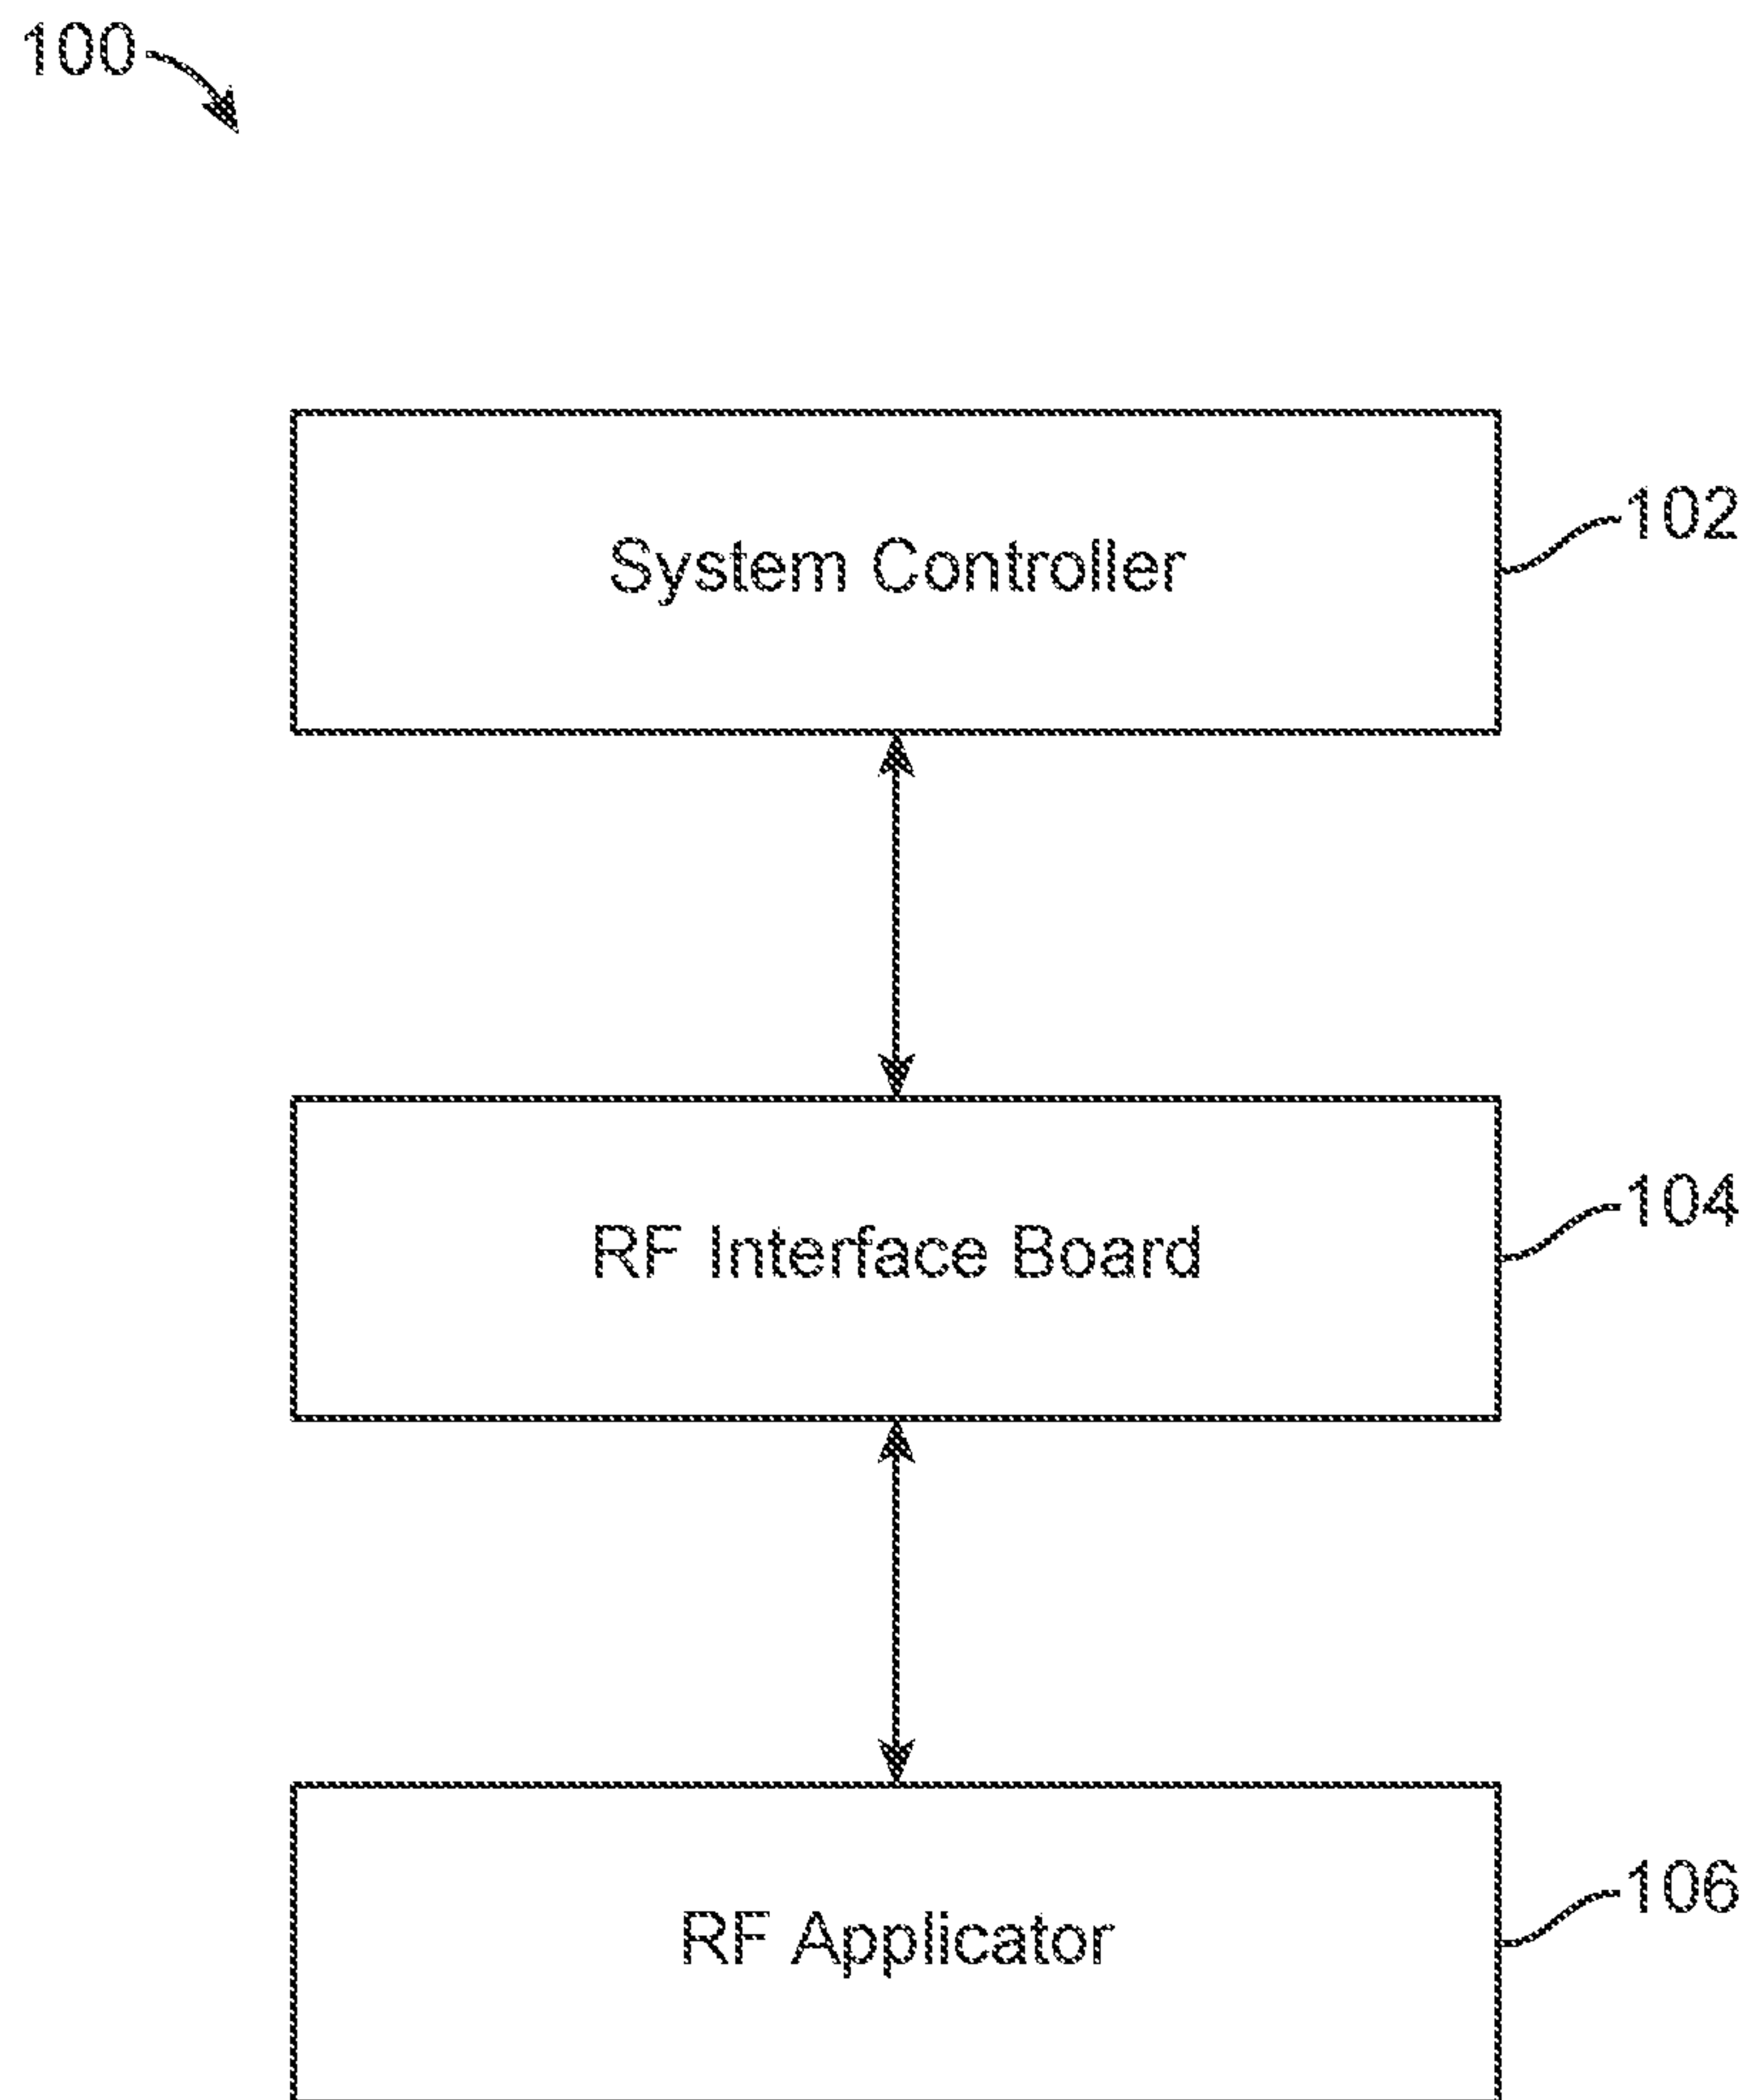 100
System Controller
102
RF Interface Board
104
RF Applicator
106